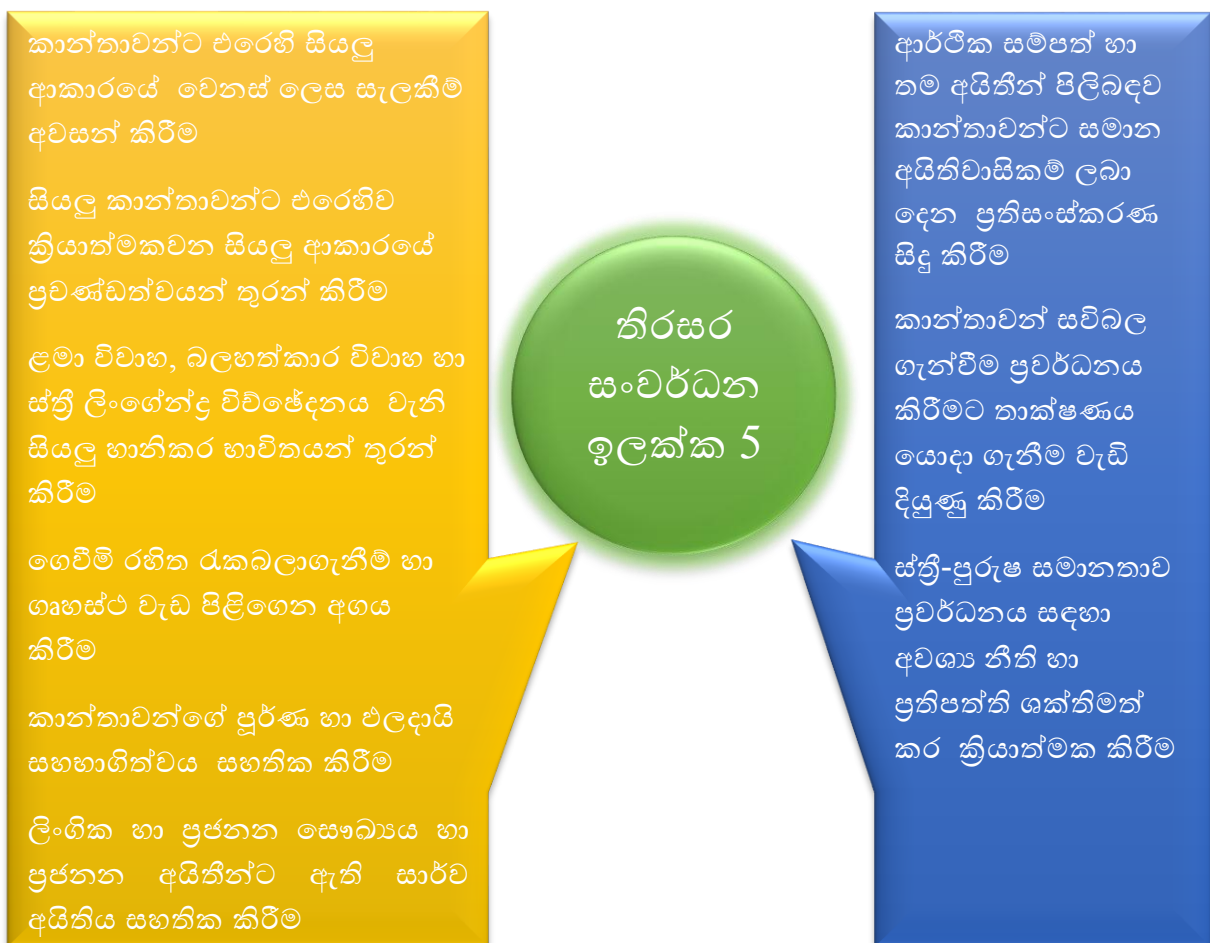 කාන්තාවන්ට එරෙහි සියලු
ආකාරයේ වෙනස් ලෙස සැලකීම්
අවසන් කිරීම
සියලු කාන්තාවන්ට එරෙහිව
ක්‍රියාත්මකවන සියලු ආකාරයේ
ප්‍රචණ්ඩත්වයන් තුරන් කිරීම
ළමා විවාහ, බලහත්කාර විවාහ හා
ස්ත්‍රී ලිංගේන්ද්‍ර විච්ඡේදනය වැනි
සියලු හානිකර භාවිතයන් තුරන්
කිරීම
ගෙවීමි රහිත රැකබලාගැනීම් හා
ගෘහස්ථ වැඩ පිළිගෙන අගය
කිරීම
කාන්තාවන්ගේ පූර්ණ හා ඵලදායි
සහභාගිත්වය සහතික කිරීම
ලිංගික හා ප්‍රජනන සෞඛ්‍යය හා
ප්‍රජනන අයිතීන්ට ඇති සාර්ව
අයිතිය සහතික කිරීම
තිරසර
සංවර්ධන
ඉලක්ක 5
ආර්ථික සම්පත් හා
තම අයිතීන් පිලිබඳව
කාන්තාවන්ට සමාන
අයිතිවාසිකම් ලබා
දෙන ප්‍රතිසංස්කරණ
සිදු කිරීම
කාන්තාවන් සවිබල
ගැන්වීම ප්‍රවර්ධනය
කිරීමට තාක්ෂණය
යොදා ගැනීම වැඩි
දියුණු කිරීම
ස්ත්‍රී-පුරුෂ සමානතාව
ප්‍රවර්ධනය සඳහා
අවශ්‍ය නීති හා
ප්‍රතිපත්ති ශක්තිමත්
කර ක්‍රියාත්මක කිරීම